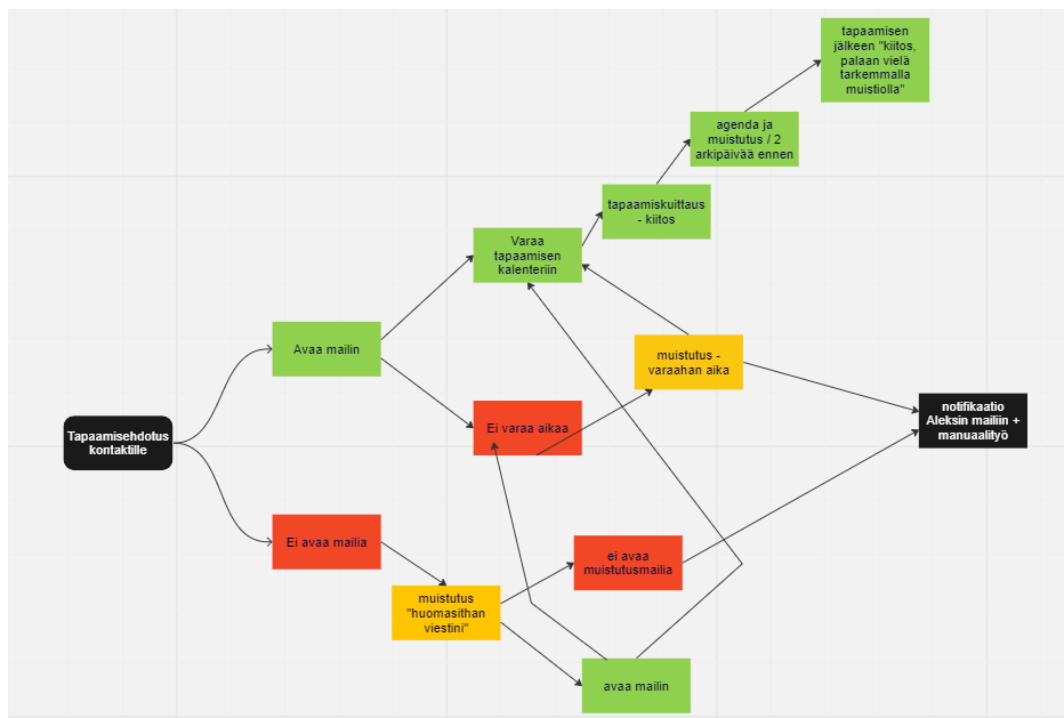 tapaamisen
jälkeen "kiitos,
palaan vielä
tarkemmalla
muistiolla"
agenda ja
muistutus / 2
arkipäivää ennen
tapaamiskuittaus
- kiitos
Varaa
tapaamisen
kalenteriin
Avaa mailin
muistutus -
varaahan aika
Ei varaa aikaa
notifikaatio
Aleksin mailiin +
manuaalityö
Tapaamisehdotus
kontaktille
Ei avaa mailia
ei avaa
muistutusmailia
muistutus
"huomasithan
viestini"
avaa mailin